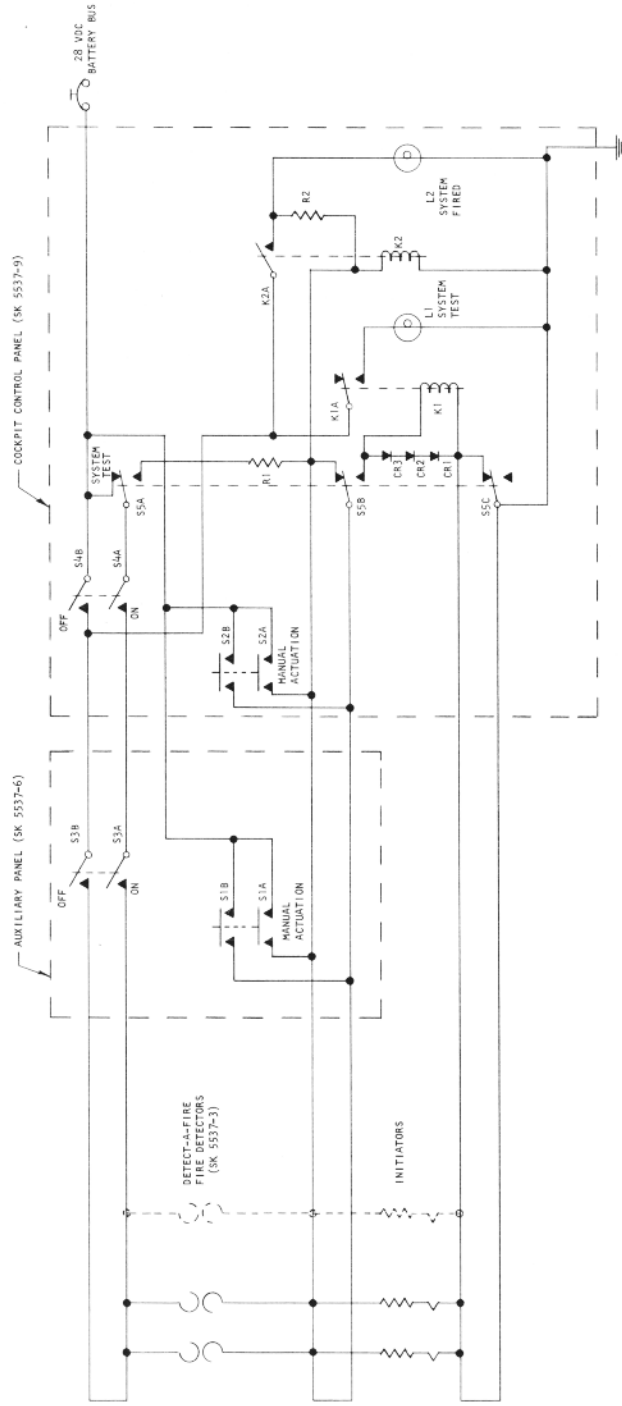 AUXILIARY PANEL (SK 5537-6)
COCKPIT CONTROL PANEL (SK 5537-9)
28 VDC
BATTERY BUS
OFF
S3B
S3A
ON
OFF
S4B
S4A
ON
SYSTEM
TEST
S5A
S1B
S1A
MANUAL
ACTUATION
S2B
S2A
MANUAL
ACTUATION
DETECT-A-FIRE
FIRE DETECTORS
(SK 5537-3)
INITIATORS
R1
S5B
CR3
CR2
CR1
S5C
K1A
K1
L1
SYSTEM
TEST
K2A
K2
R2
L2
SYSTEM
FIRED